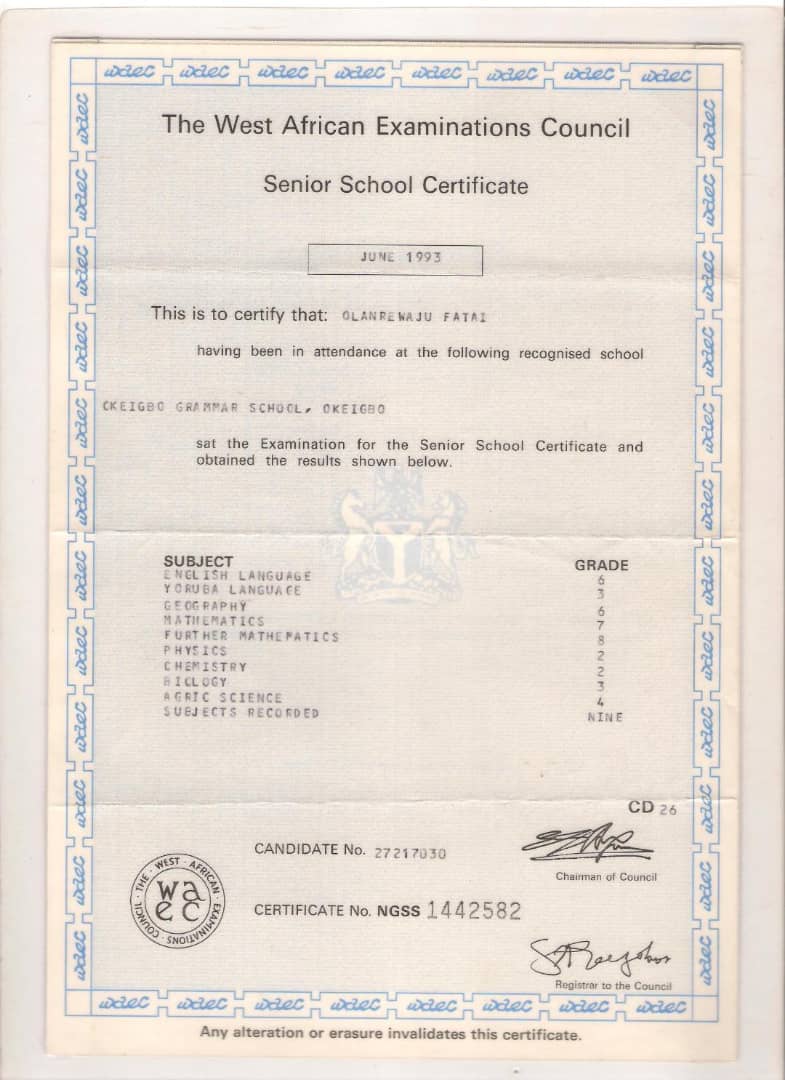 waec waec waec waec waec waec waec waec
The West African Examinations Council
Senior School Certificate
JUNE 1993
This is to certify that: OLANREWAJU FATAI
having been in attendance at the following recognised school
OKEIGBO GRAMMAR SCHOOL, OKEIGBO
sat the Examination for the Senior School Certificate and
obtained the results shown below.
SUBJECT GRADE
ENGLISH LANGUAGE 6
YORUBA LANGUAGE 3
GEOGRAPHY 6
MATHEMATICS 7
FURTHER MATHEMATICS 8
PHYSICS 2
CHEMISTRY 2
BIOLOGY 3
AGRIC SCIENCE 4
SUBJECTS RECORDED NINE
CD 26
CANDIDATE No. 27217030
Chairman of Council
THE · WEST · AFRICAN · EXAMINATIONS COUNCIL ·
wa
ec
CERTIFICATE No. NGSS 1442582
Registrar to the Council
waec waec waec waec waec waec waec waec
Any alteration or erasure invalidates this certificate.